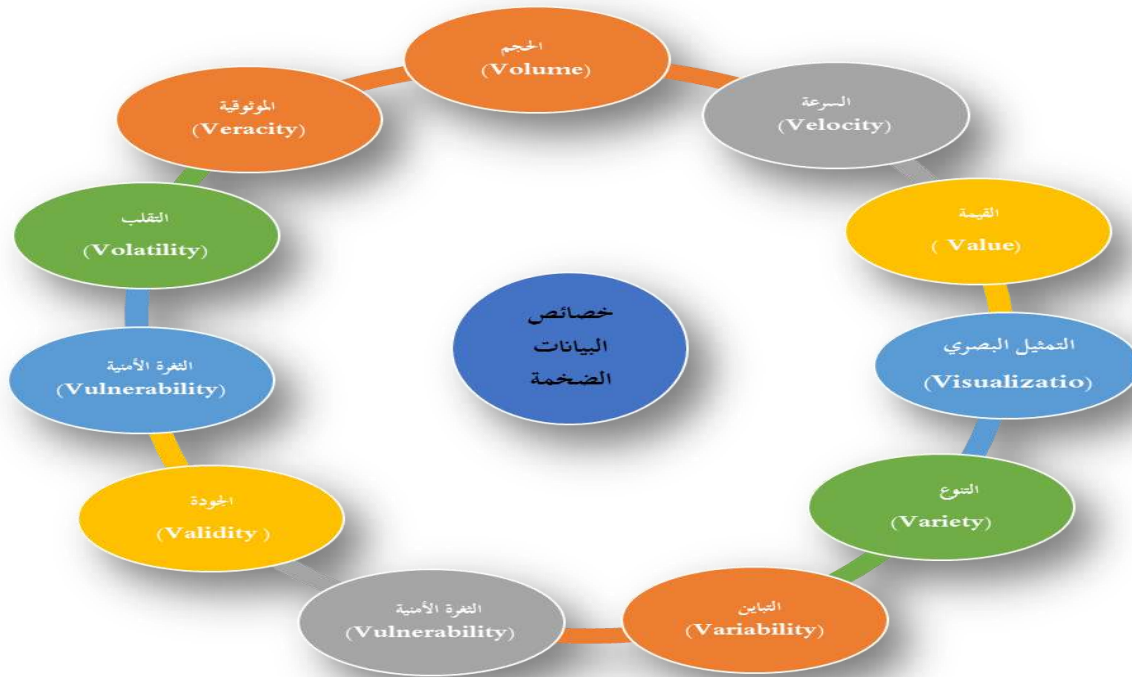 الحجم
(Volume)
السرعة
(Velocity)
القيمة
( Value)
التمثيل البصري
(Visualizatio)
التنوع
(Variety)
التباين
(Variability)
الثغرة الأمنية
(Vulnerability)
الجودة
(Validity )
الثغرة الأمنية
(Vulnerability)
التقلب
(Volatility)
الموثوقية
(Veracity)
خصائص
البيانات
الضخمة